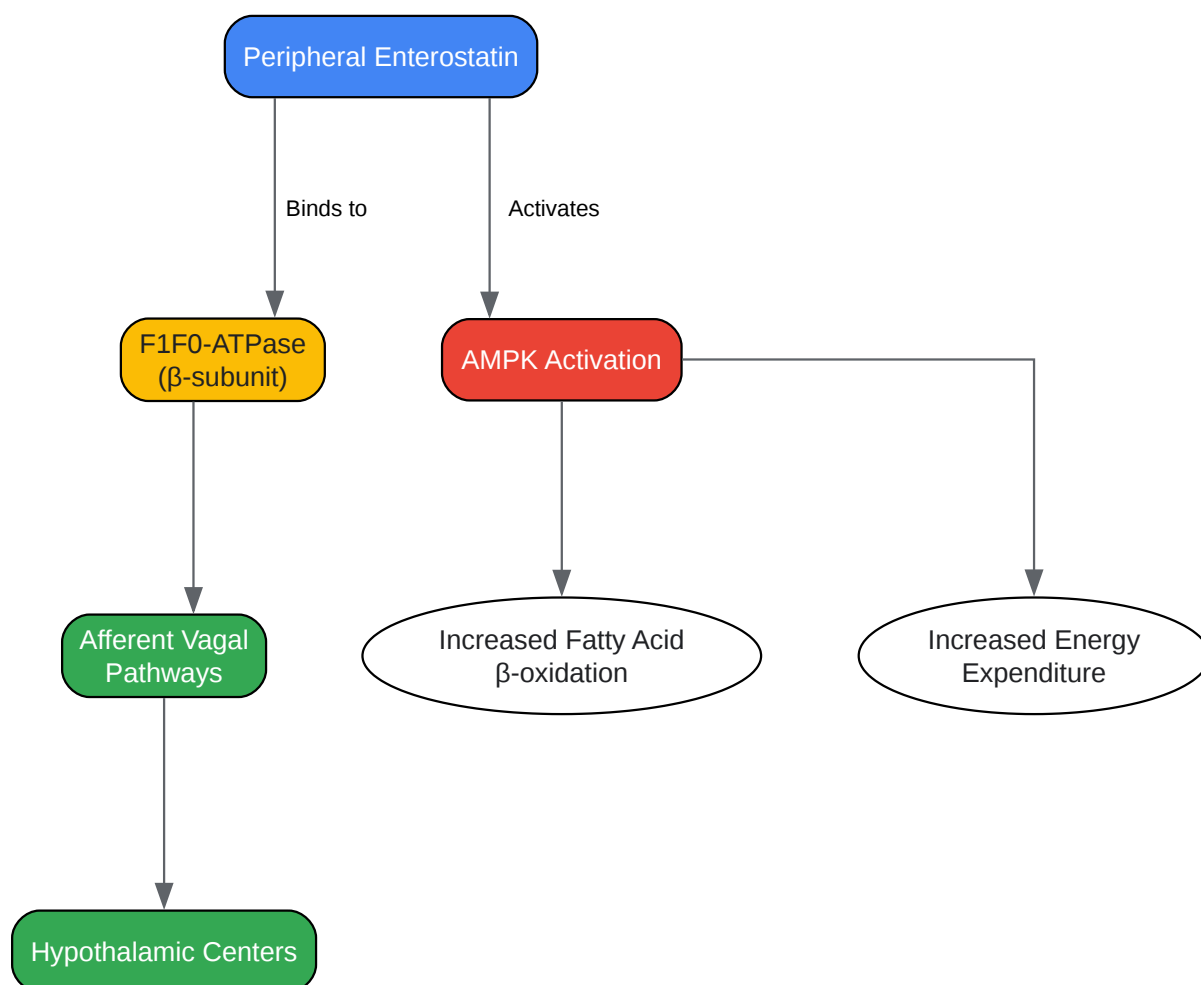 Peripheral Enterostatin
Binds to
Activates
F1F0-ATPase
(β-subunit)
AMPK Activation
Afferent Vagal
Pathways
Increased Fatty Acid
β-oxidation
Increased Energy
Expenditure
Hypothalamic Centers